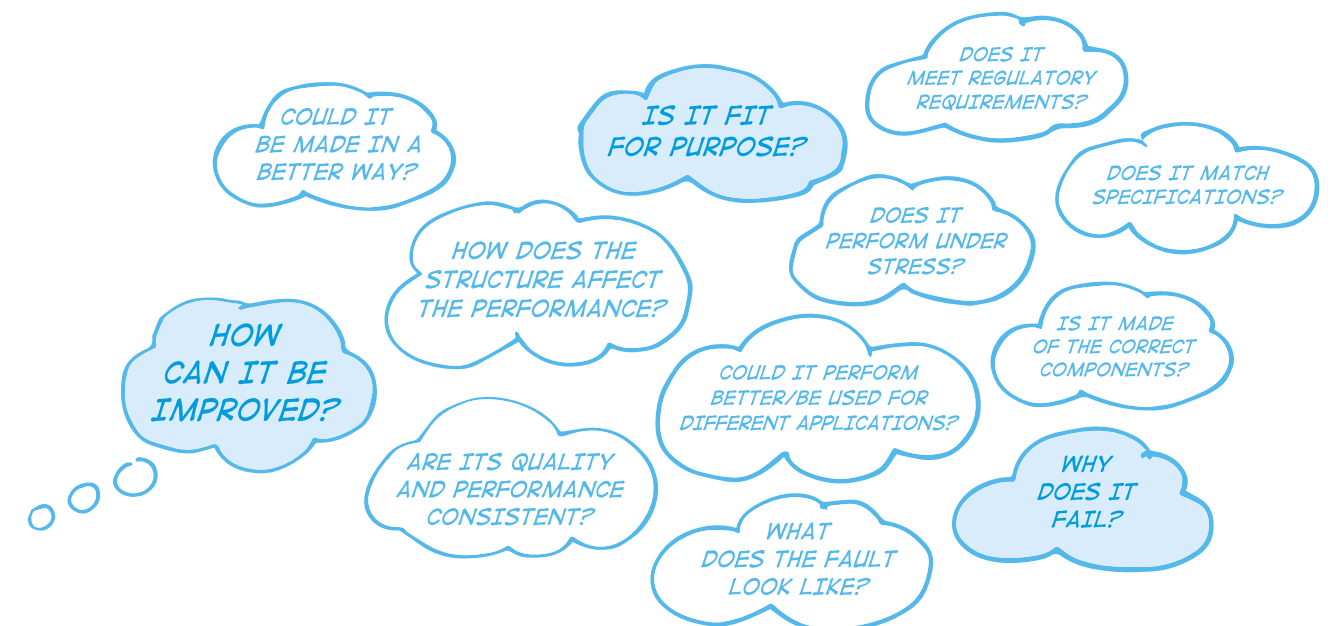 DOES IT
MEET REGULATORY
REQUIREMENTS?
COULD IT
BE MADE IN A
BETTER WAY?
IS IT FIT
FOR PURPOSE?
DOES IT MATCH
SPECIFICATIONS?
HOW DOES THE
STRUCTURE AFFECT
THE PERFORMANCE?
DOES IT
PERFORM UNDER
STRESS?
HOW
CAN IT BE
IMPROVED?
COULD IT PERFORM
BETTER/BE USED FOR
DIFFERENT APPLICATIONS?
IS IT MADE
OF THE CORRECT
COMPONENTS?
ARE ITS QUALITY
AND PERFORMANCE
CONSISTENT?
WHY
DOES IT
FAIL?
WHAT
DOES THE FAULT
LOOK LIKE?